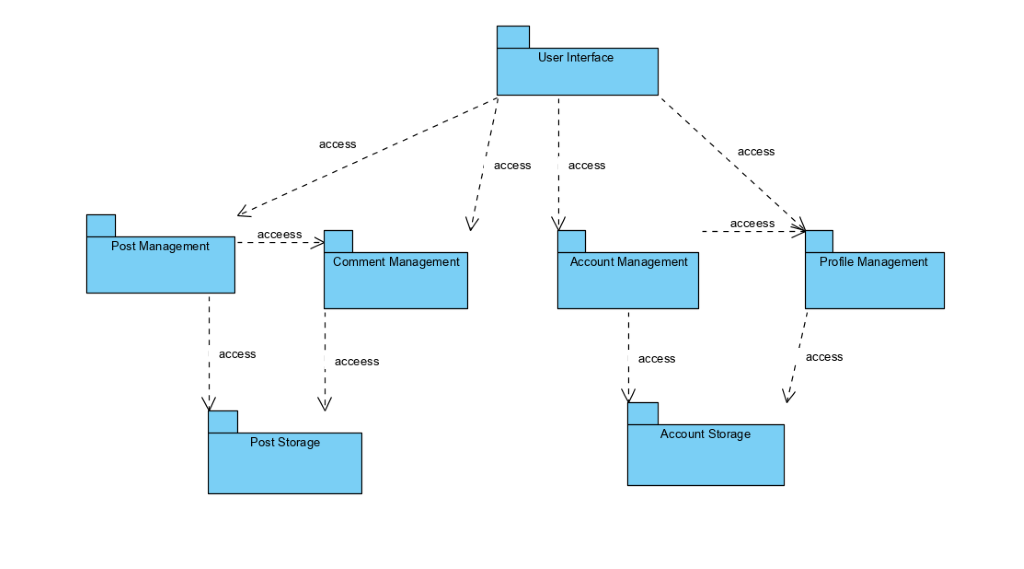 User Interface
access
access
access
access
acceess
acceess
Post Management
Comment Management
Account Management
Profile Management
access
acceess
access
access
Post Storage
Account Storage